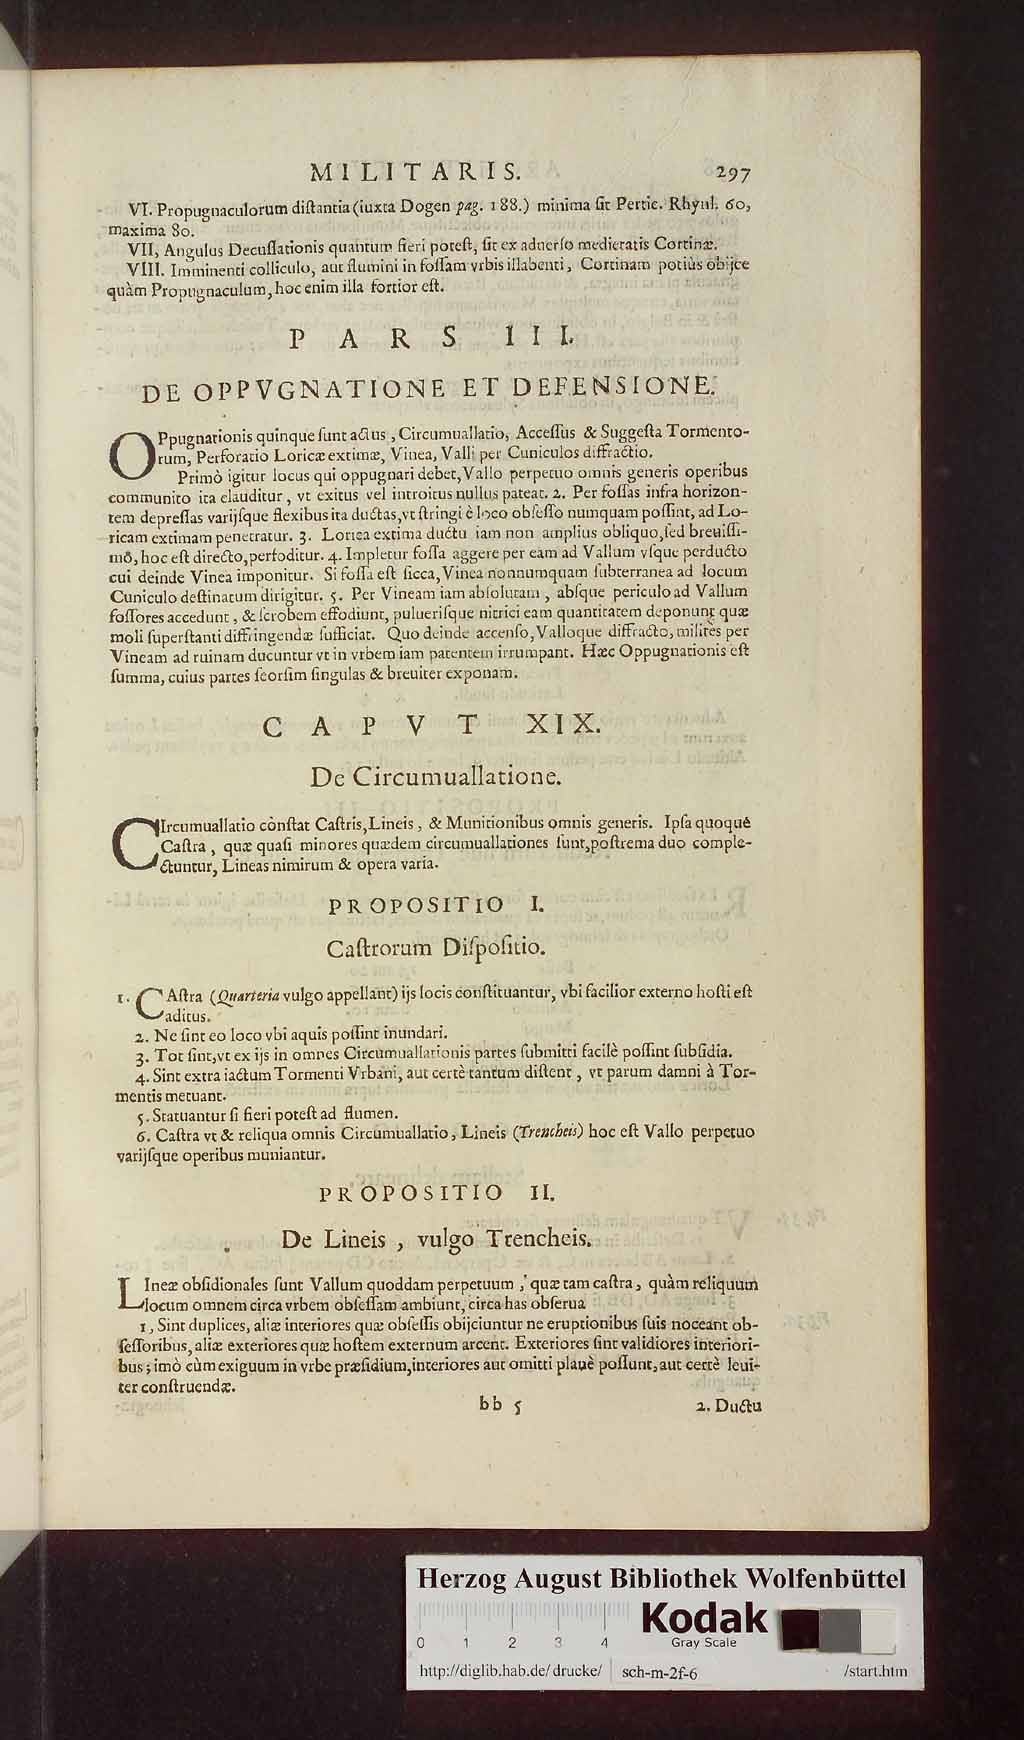 MILITARIS. 297
VI. Propugnaculorum diſtantia (iuxta Dogen pag. 188.) minima ſit Pertic. Rhynl. 60,
maxima 80.
VII, Angulus Decuſſationis quantum fieri poteſt, ſit ex aduerſo medietatis Cortinæ.
VIII. Imminenti colliculo, aut flumini in foſſam vrbis illabenti, Cortinam potiùs obijce
quàm Propugnaculum, hoc enim illa fortior eſt.
PARS III.
DE OPPVGNATIONE ET DEFENSIONE.
OPpugnationis quinque ſunt actus, Circumuallatio, Acceſſus & Suggeſta Tormento-
rum, Perforatio Loricæ extimæ, Vinea, Valli per Cuniculos diffractio.
Primò igitur locus qui oppugnari debet, Vallo perpetuo omnis generis operibus
communito ita clauditur, vt exitus vel introitus nullus pateat. 2. Per foſſas infra horizon-
tem depreſſas varijſque flexibus ita ductas, vt ſtringi è loco obſeſſo numquam poſſint, ad Lo-
ricam extimam penetratur. 3. Lorica extima ductu iam non amplius obliquo, ſed breuiſſi-
mô, hoc eſt directo, perfoditur. 4. Impletur foſſa aggere per eam ad Vallum vſque perducto
cui deinde Vinea imponitur. Si foſſa eſt ſicca, Vinea nonnumquam ſubterranea ad locum
Cuniculo deſtinatum dirigitur. 5. Per Vineam iam abſolutam, abſque periculo ad Vallum
foſſores accedunt, & ſcrobem effodiunt, pulueriſque nitrici eam quantitatem deponunt quæ
moli ſuperſtanti diffringendæ ſufficiat. Quo deinde accenſo, Valloque diffracto, milites per
Vineam ad ruinam ducuntur vt in vrbem iam patentem irrumpant. Hæc Oppugnationis eſt
ſumma, cuius partes ſeorſim ſingulas & breuiter exponam.
CAPVT XIX.
De Circumuallatione.
CIrcumuallatio cònſtat Caſtris, Lineis, & Munitionibus omnis generis. Ipſa quoque
Caſtra, quæ quaſi minores quædem circumuallationes ſunt, poſtrema duo comple-
ctuntur, Lineas nimirum & opera varia.
PROPOSITIO I.
Caſtrorum Diſpoſitio.
1. CAſtra (Quarteria vulgo appellant) ijs locis conſtituantur, vbi facilior externo hoſti eſt
aditus.
2. Ne ſint eo loco vbi aquis poſſint inundari.
3. Tot ſint, vt ex ijs in omnes Circumuallationis partes ſubmitti facilè poſſint ſubſidia.
4. Sint extra iactum Tormenti Vrbani, aut certè tantum diſtent, vt parum damni à Tor-
mentis metuant.
5. Statuantur ſi fieri poteſt ad flumen.
6. Caſtra vt & reliqua omnis Circumuallatio, Lineis (Trencheis) hoc eſt Vallo perpetuo
varijſque operibus muniantur.
PROPOSITIO II.
De Lineis, vulgo Trencheis.
LIneæ obſidionales ſunt Vallum quoddam perpetuum, quæ tam caſtra, quàm reliquum
locum omnem circa vrbem obſeſſam ambiunt, circa has obſerua
1, Sint duplices, aliæ interiores quæ obſeſſis obijciuntur ne eruptionibus ſuis noceant ob-
ſeſſoribus, aliæ exteriores quæ hoſtem externum arcent. Exteriores ſint validiores interiori-
bus; imò cùm exiguum in vrbe præſidium, interiores aut omitti planè poſſunt, aut certè leui-
ter conſtruendæ.
bb 5 2. Ductu
Herzog August Bibliothek Wolfenbüttel
Kodak
0 1 2 3 4 Gray Scale
http://diglib.hab.de/drucke/ sch-m-2f-6 /start.htm